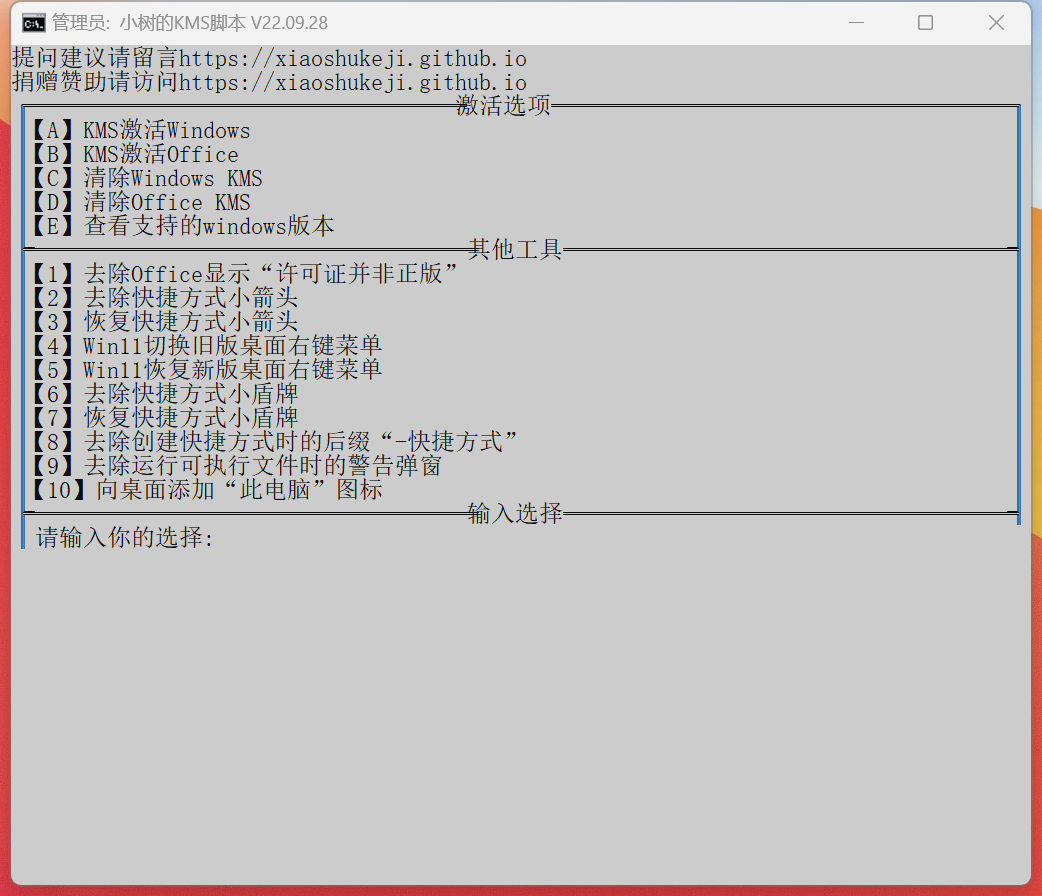 管理员: 小树的KMS脚本 V22.09.28
提问建议请留言https://xiaoshukeji.github.io
捐赠赞助请访问https://xiaoshukeji.github.io
激活选项
【A】KMS激活Windows
【B】KMS激活Office
【C】清除Windows KMS
【D】清除Office KMS
【E】查看支持的windows版本
其他工具
【1】去除Office显示“许可证并非正版”
【2】去除快捷方式小箭头
【3】恢复快捷方式小箭头
【4】Win11切换旧版桌面右键菜单
【5】Win11恢复新版桌面右键菜单
【6】去除快捷方式小盾牌
【7】恢复快捷方式小盾牌
【8】去除创建快捷方式时的后缀“-快捷方式”
【9】去除运行可执行文件时的警告弹窗
【10】向桌面添加“此电脑”图标
输入选择
请输入你的选择: